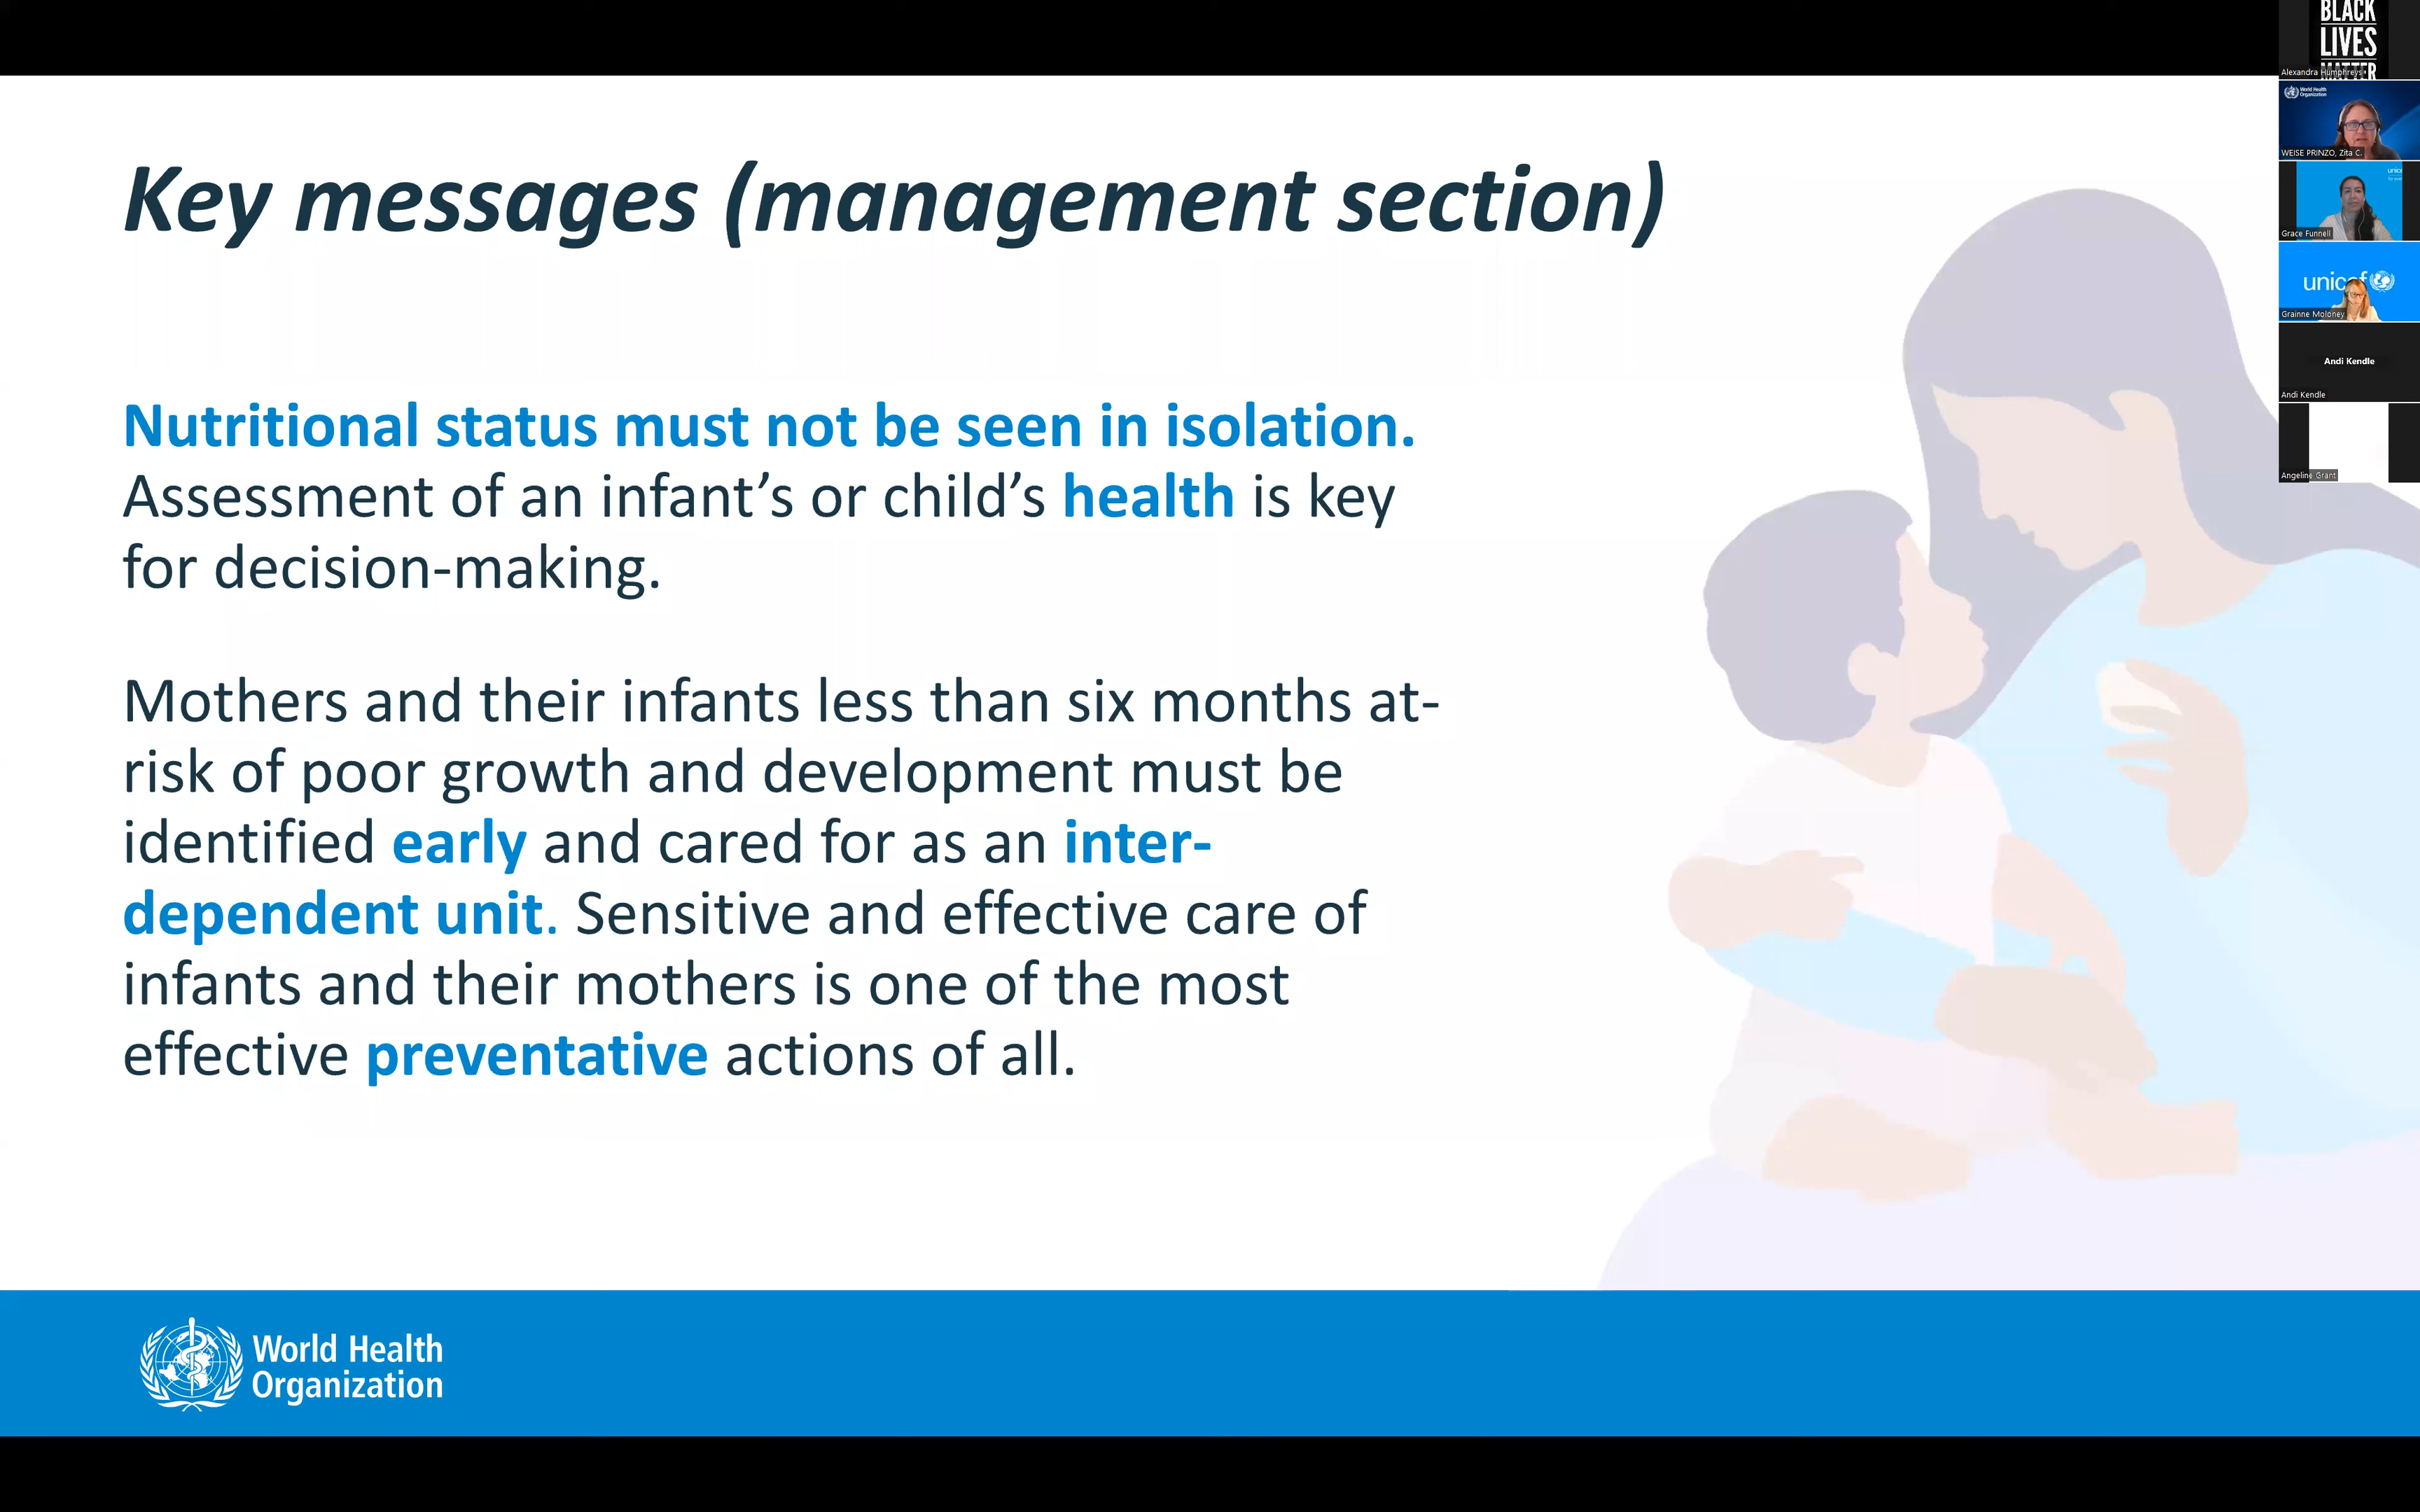 Key messages (management section)
Nutritional status must not be seen in isolation.
Assessment of an infant’s or child’s health is key
for decision-making.
Mothers and their infants less than six months at-
risk of poor growth and development must be
identified early and cared for as an inter-
dependent unit. Sensitive and effective care of
infants and their mothers is one of the most
effective preventative actions of all.
World Health
Organization
BLACK
LIVES
MATTER
Alexandra Humphreys
World Health
Organization
WEISE PRINZO, Zita C.
Grace Funnell
unicef
Grainne Moloney
Andi Kendle
Andi Kendle
Angeline Grant